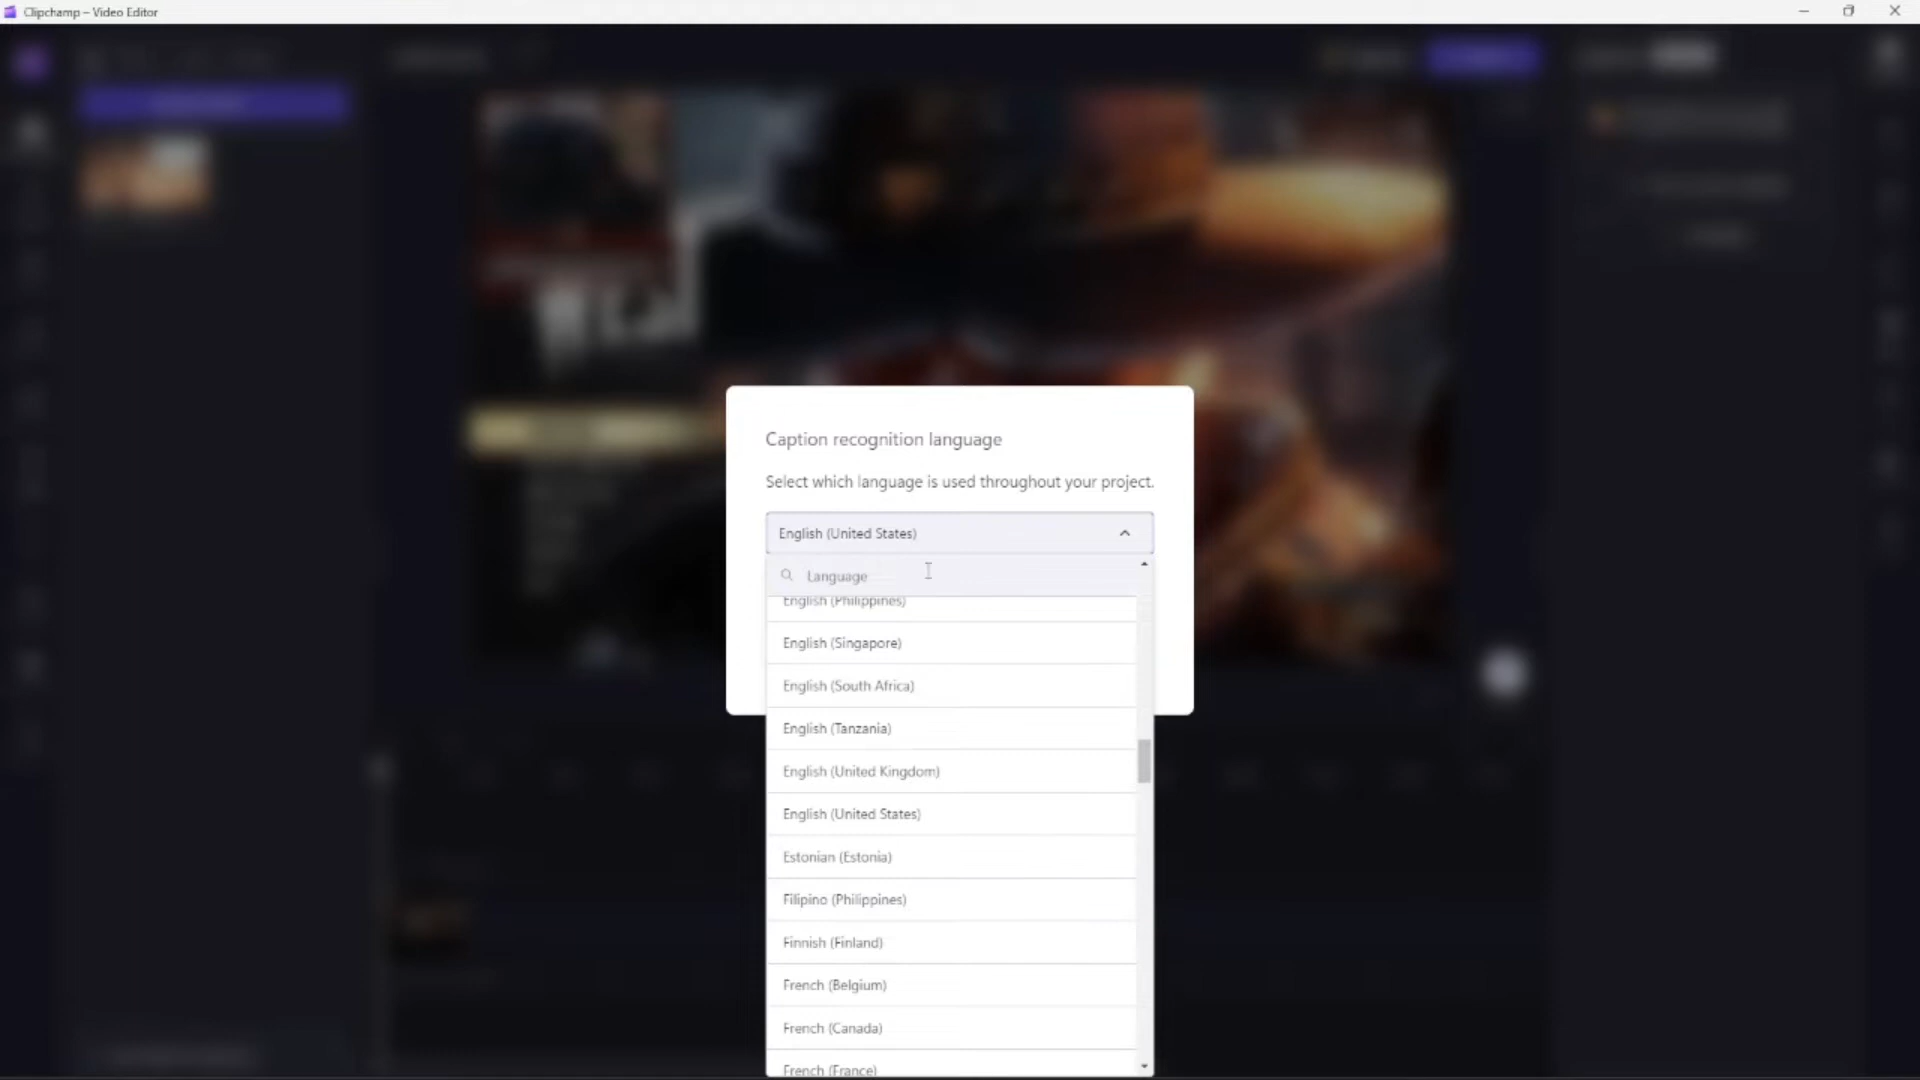 Clipchamp – Video Editor
Caption recognition language
Select which language is used throughout your project.
English (United States)
Language
English (Philippines)
English (Singapore)
English (South Africa)
English (Tanzania)
English (United Kingdom)
English (United States)
Estonian (Estonia)
Filipino (Philippines)
Finnish (Finland)
French (Belgium)
French (Canada)
French (France)